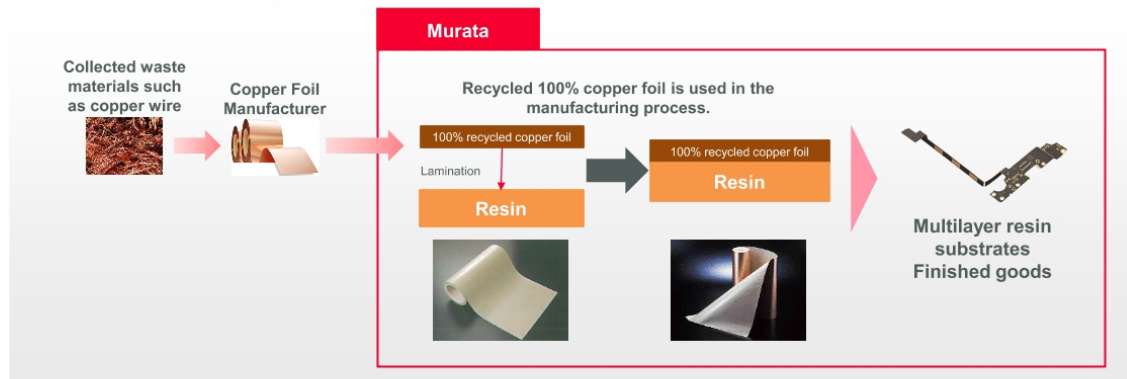 Murata
Collected waste
materials such
as copper wire
Copper Foil
Manufacturer
Recycled 100% copper foil is used in the
manufacturing process.
100% recycled copper foil
Lamination
Resin
100% recycled copper foil
Resin
Multilayer resin
substrates
Finished goods